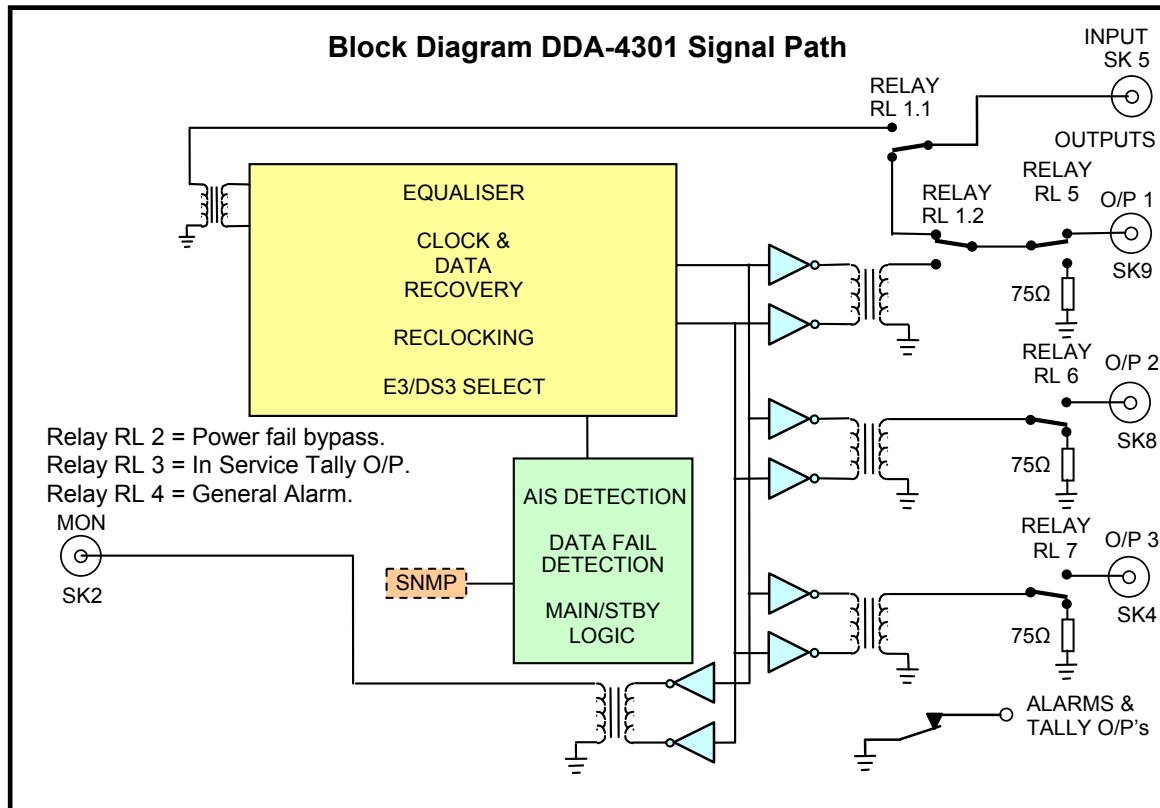 Block Diagram DDA-4301 Signal Path
INPUT
SK 5
RELAY
RL 1.1
OUTPUTS
RELAY
RL 1.2
RELAY
RL 5
O/P 1
SK9
75Ω
EQUALISER
CLOCK &
DATA
RECOVERY
RECLOCKING
E3/DS3 SELECT
RELAY
RL 6
O/P 2
SK8
75Ω
Relay RL 2 = Power fail bypass.
Relay RL 3 = In Service Tally O/P.
Relay RL 4 = General Alarm.
MON
SK2
SNMP
AIS DETECTION
DATA FAIL
DETECTION
MAIN/STBY
LOGIC
RELAY
RL 7
O/P 3
SK4
75Ω
ALARMS &
TALLY O/P's